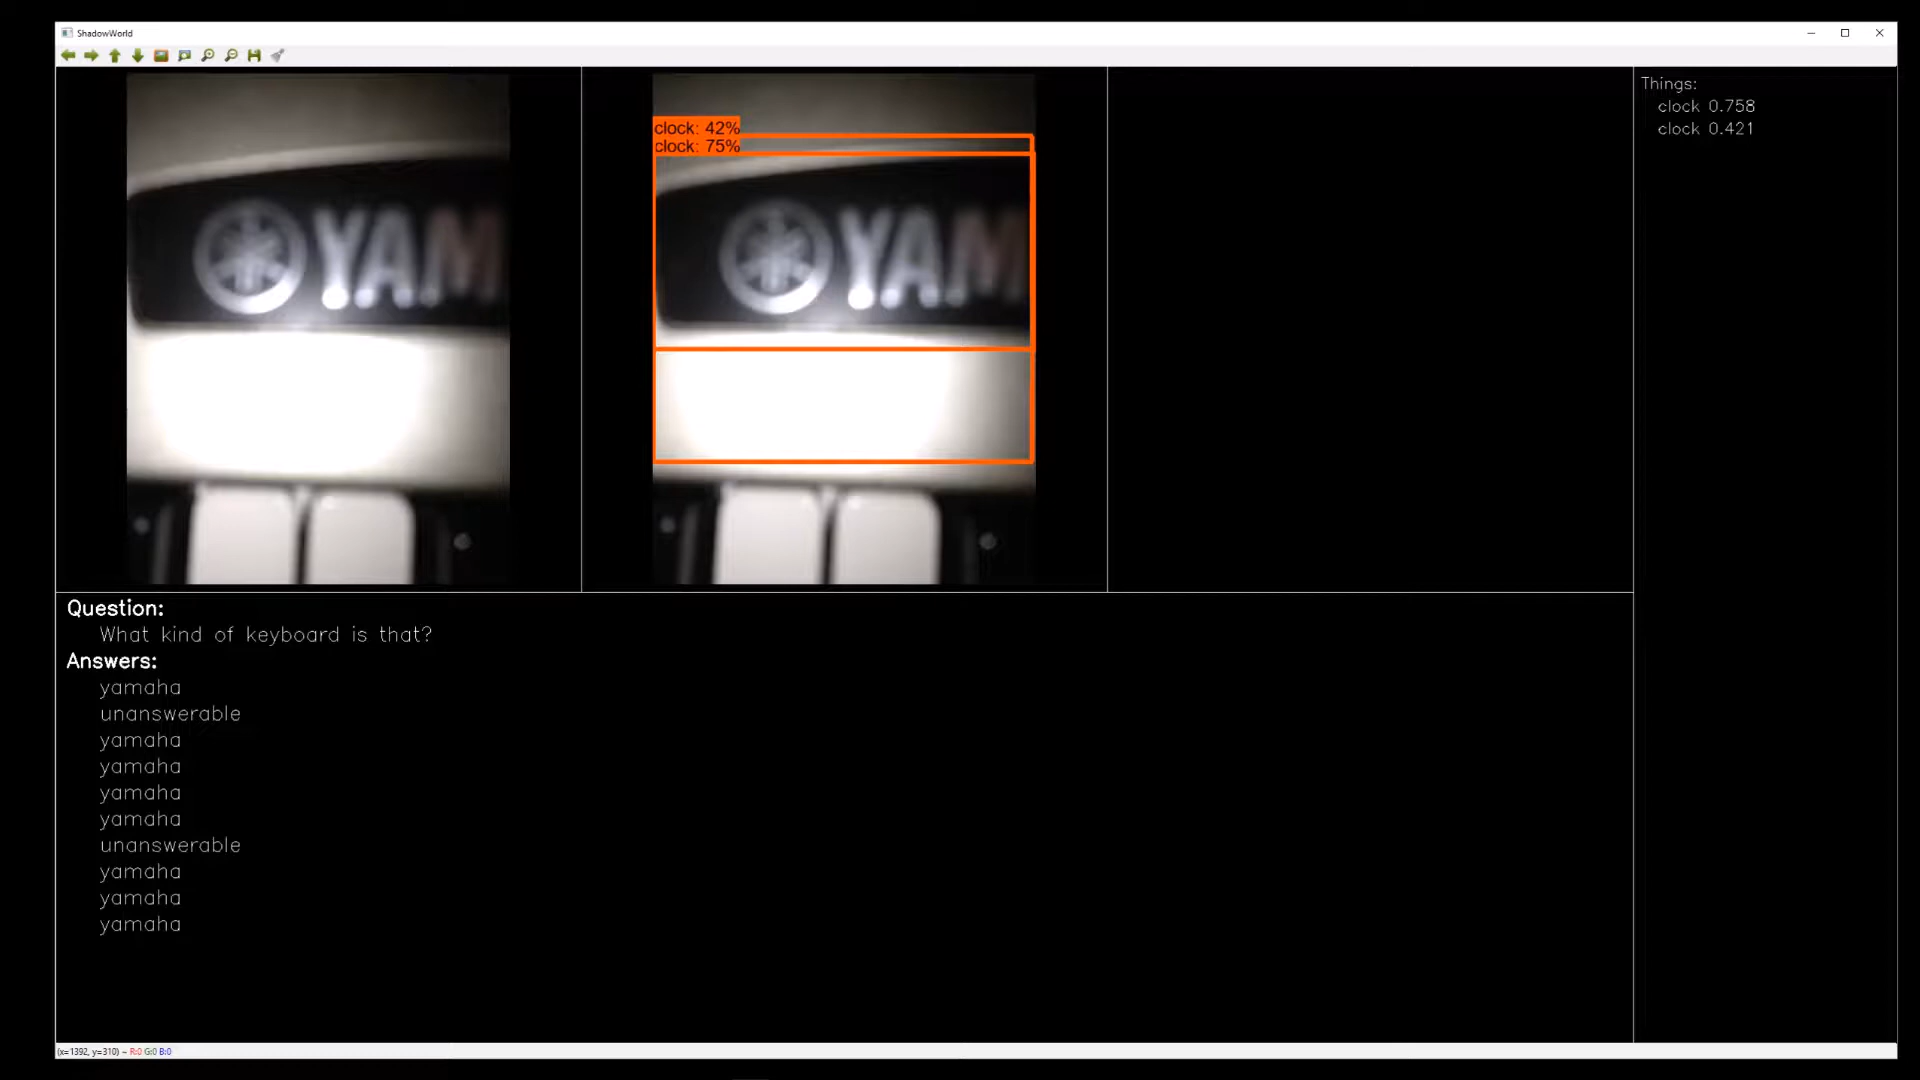 ShadowWorld
YAM
clock: 42%
clock: 75%
YAM
Things:
clock 0.758
clock 0.421
Question:
What kind of keyboard is that?
Answers:
yamaha
unanswerable
yamaha
yamaha
yamaha
yamaha
unanswerable
yamaha
yamaha
yamaha
(x=1392, y=310) ~ R:0 G:0 B:0